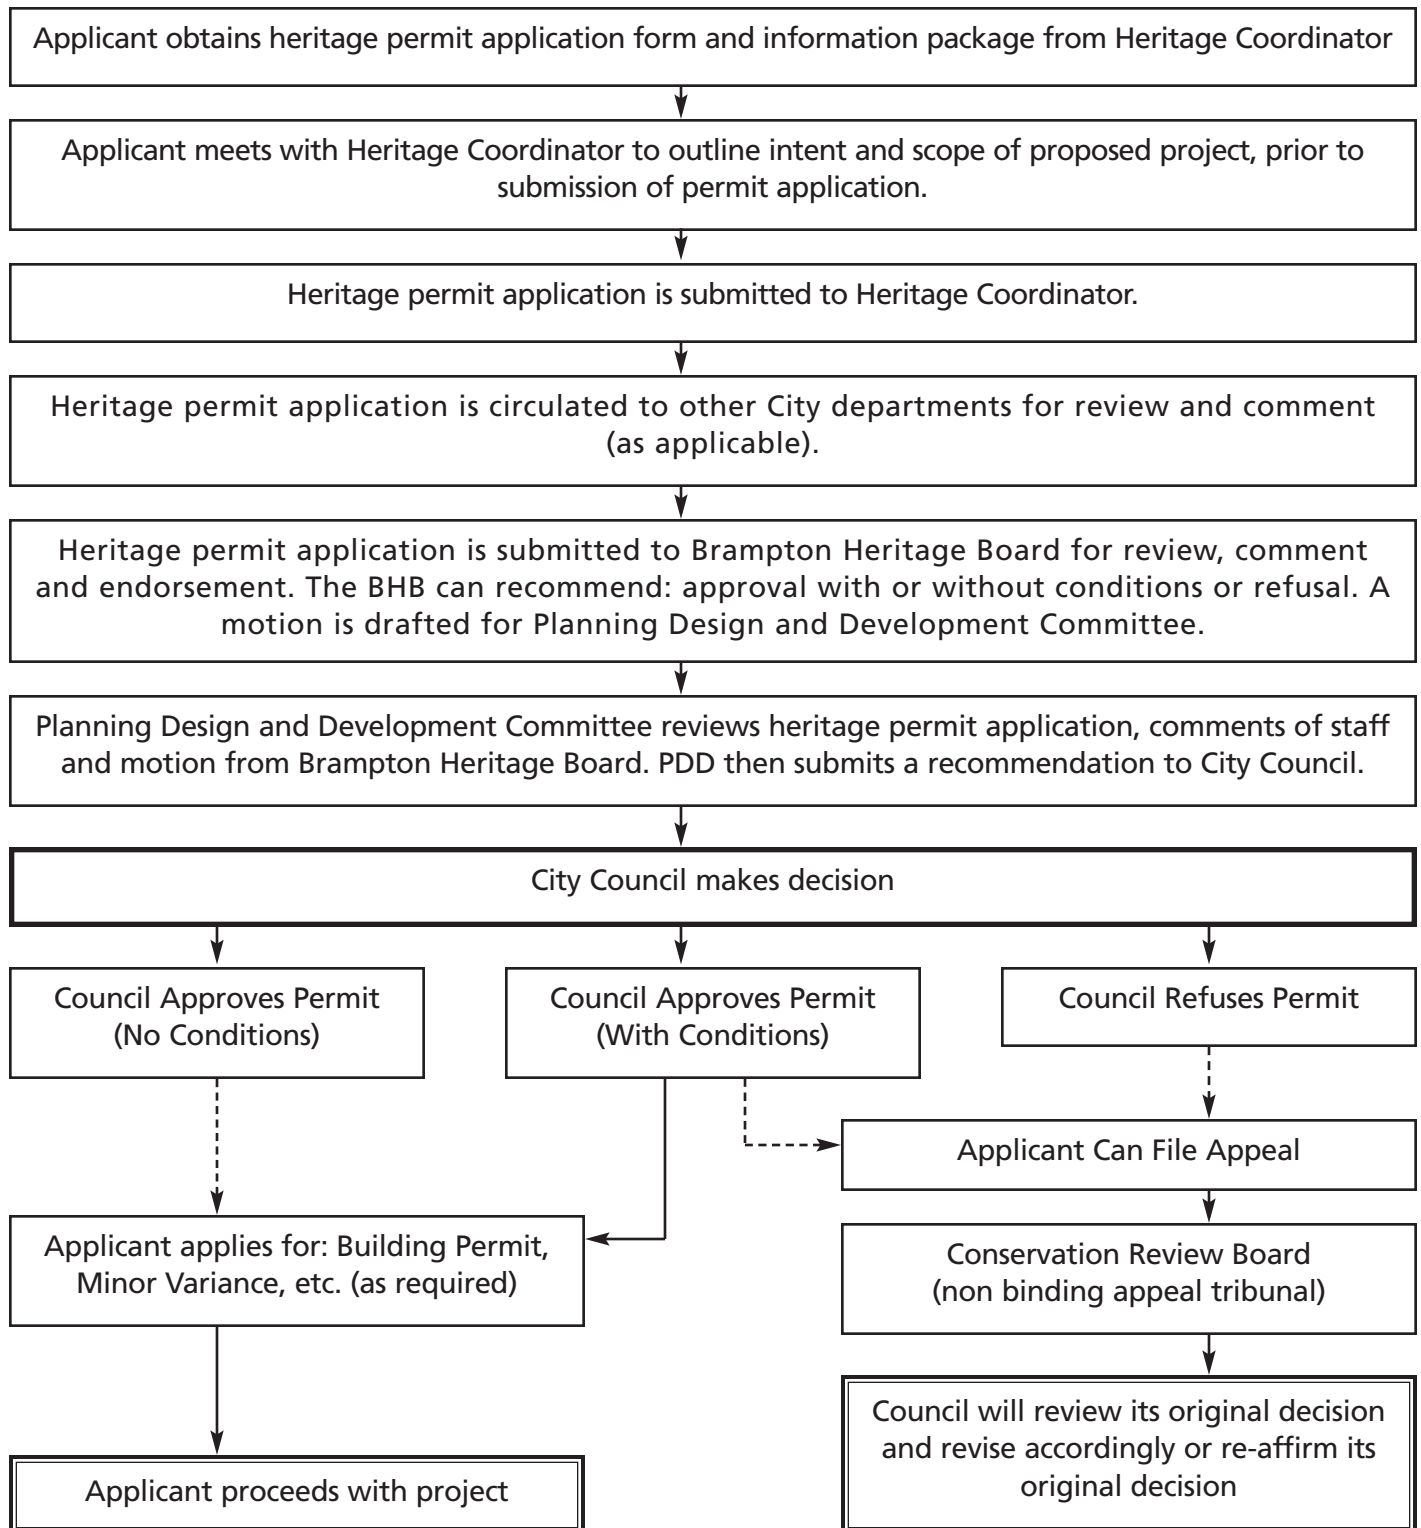 Applicant obtains heritage permit application form and information package from Heritage Coordinator
Applicant meets with Heritage Coordinator to outline intent and scope of proposed project, prior to
submission of permit application.
Heritage permit application is submitted to Heritage Coordinator.
Heritage permit application is circulated to other City departments for review and comment
(as applicable).
Heritage permit application is submitted to Brampton Heritage Board for review, comment
and endorsement. The BHB can recommend: approval with or without conditions or refusal. A
motion is drafted for Planning Design and Development Committee.
Planning Design and Development Committee reviews heritage permit application, comments of staff
and motion from Brampton Heritage Board. PDD then submits a recommendation to City Council.
City Council makes decision
Council Approves Permit
(No Conditions)
Council Approves Permit
(With Conditions)
Council Refuses Permit
Applicant Can File Appeal
Applicant applies for: Building Permit,
Minor Variance, etc. (as required)
Conservation Review Board
(non binding appeal tribunal)
Council will review its original decision
and revise accordingly or re-affirm its
original decision
Applicant proceeds with project